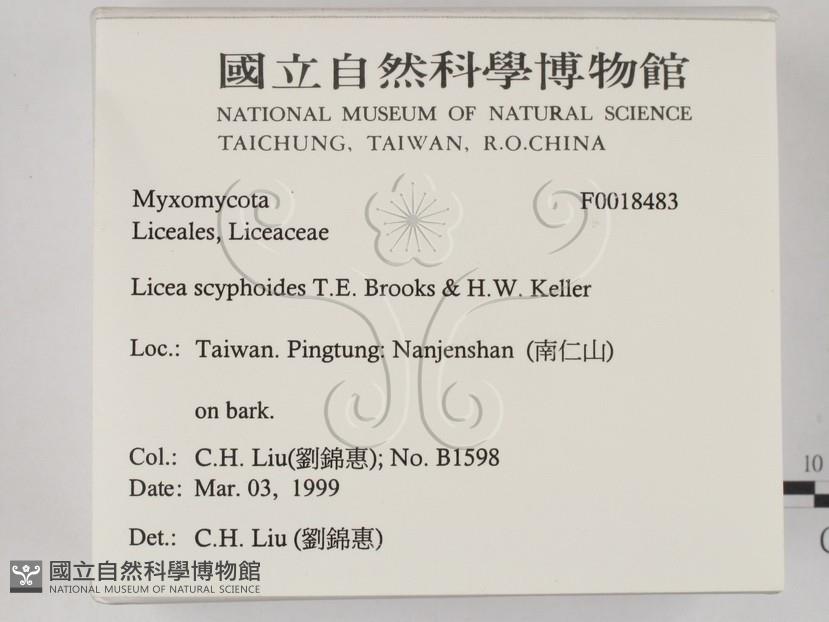 國立自然科學博物館
NATIONAL MUSEUM OF NATURAL SCIENCE
TAICHUNG, TAIWAN, R.O.CHINA
Myxomycota F0018483
Liceales, Liceaceae
Licea scyphoides T.E. Brooks & H.W. Keller
Loc.: Taiwan. Pingtung: Nanjenshan (南仁山)
on bark.
Col.: C.H. Liu(劉錦惠); No. B1598
Date: Mar. 03, 1999
Det.: C.H. Liu (劉錦惠)
10
國立自然科學博物館
NATIONAL MUSEUM OF NATURAL SCIENCE